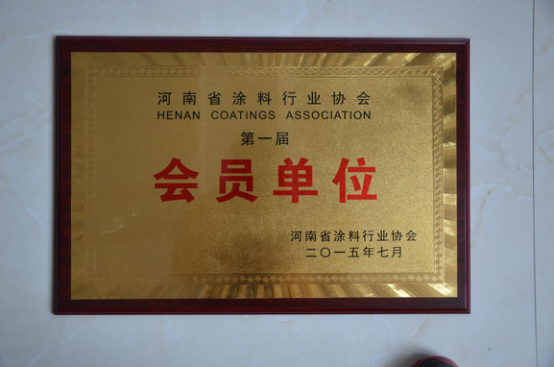 河南省涂料行业协会
HENAN COATINGS ASSOCIATION
第一届
会员单位
河南省涂料行业协会
二〇一五年七月